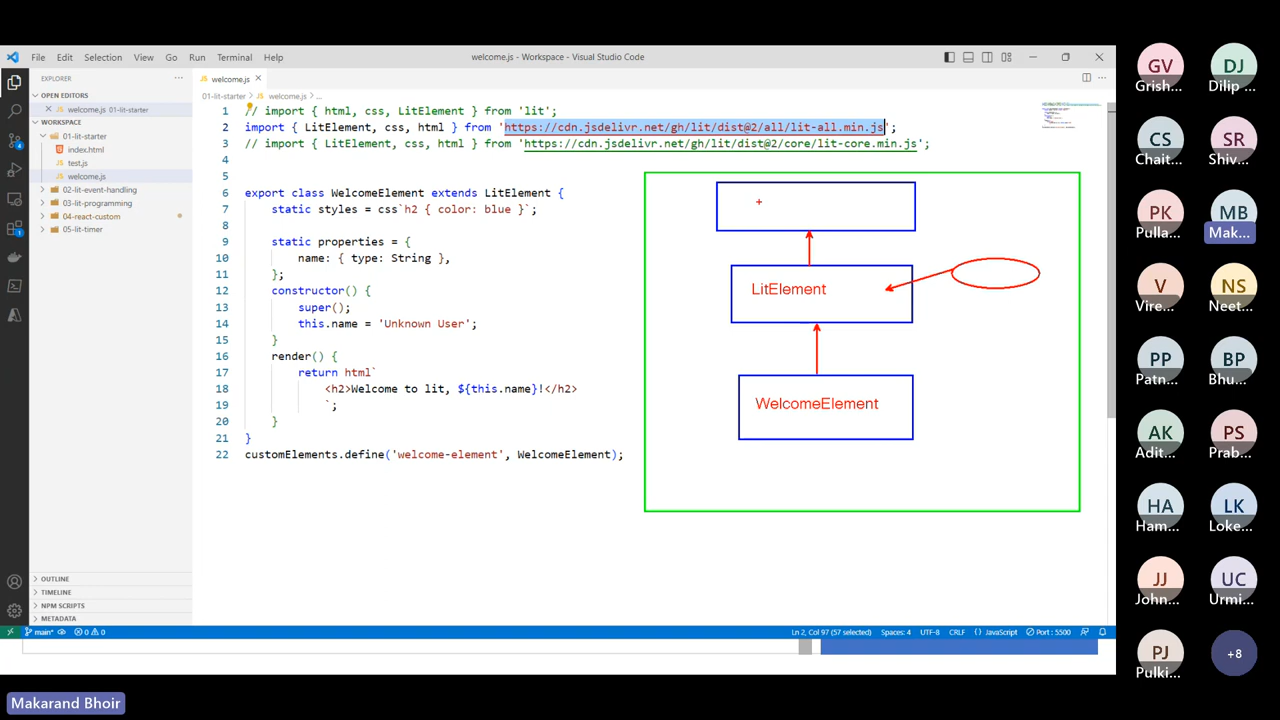 File Edit Selection View Go Run Terminal Help
welcome.js - Workspace - Visual Studio Code
EXPLORER
OPEN EDITORS
welcome.js 01-lit-starter
WORKSPACE
01-lit-starter
index.html
test.js
welcome.js
02-lit-event-handling
03-lit-programming
04-react-custom
05-lit-timer
OUTLINE
TIMELINE
NPM SCRIPTS
METADATA
welcome.js
01-lit-starter > welcome.js > ...
1 // import { html, css, LitElement } from 'lit';
2 import { LitElement, css, html } from 'https://cdn.jsdelivr.net/gh/lit/dist@2/all/lit-all.min.js';
3 // import { LitElement, css, html } from 'https://cdn.jsdelivr.net/gh/lit/dist@2/core/lit-core.min.js';
4
5
6 export class WelcomeElement extends LitElement {
7 static styles = css`h2 { color: blue }`;
8
9 static properties = {
10 name: { type: String },
11 };
12 constructor() {
13 super();
14 this.name = 'Unknown User';
15 }
16 render() {
17 return html`
18 <h2>Welcome to lit, ${this.name}!</h2>
19 `;
20 }
21 }
22 customElements.define('welcome-element', WelcomeElement);
LitElement
WelcomeElement
main* 0 0
Ln 2, Col 97 (57 selected) Spaces: 4 UTF-8 CRLF {} JavaScript Port : 5500
GV DJ
Grish... Dilip ...
CS SR
Chait... Shiv...
PK MB
Pulla... Mak...
V NS
Vire... Neet...
PP BP
Patn... Bhu...
AK PS
Adit... Prab...
HA LK
Ham... Loke...
JJ UC
John... Urmi...
PJ +8
Pulki...
Makarand Bhoir